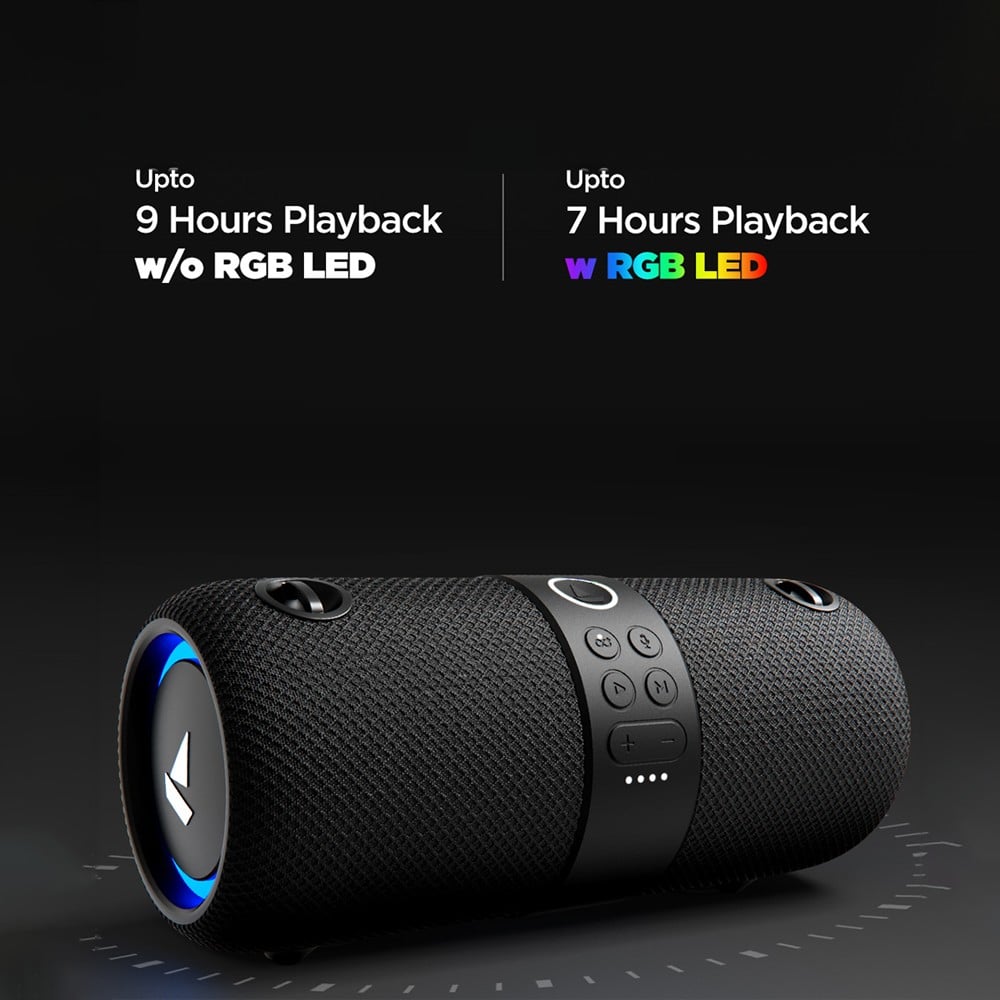 Upto
9 Hours Playback
w/o RGB LED
Upto
7 Hours Playback
w RGB LED
M
+ −